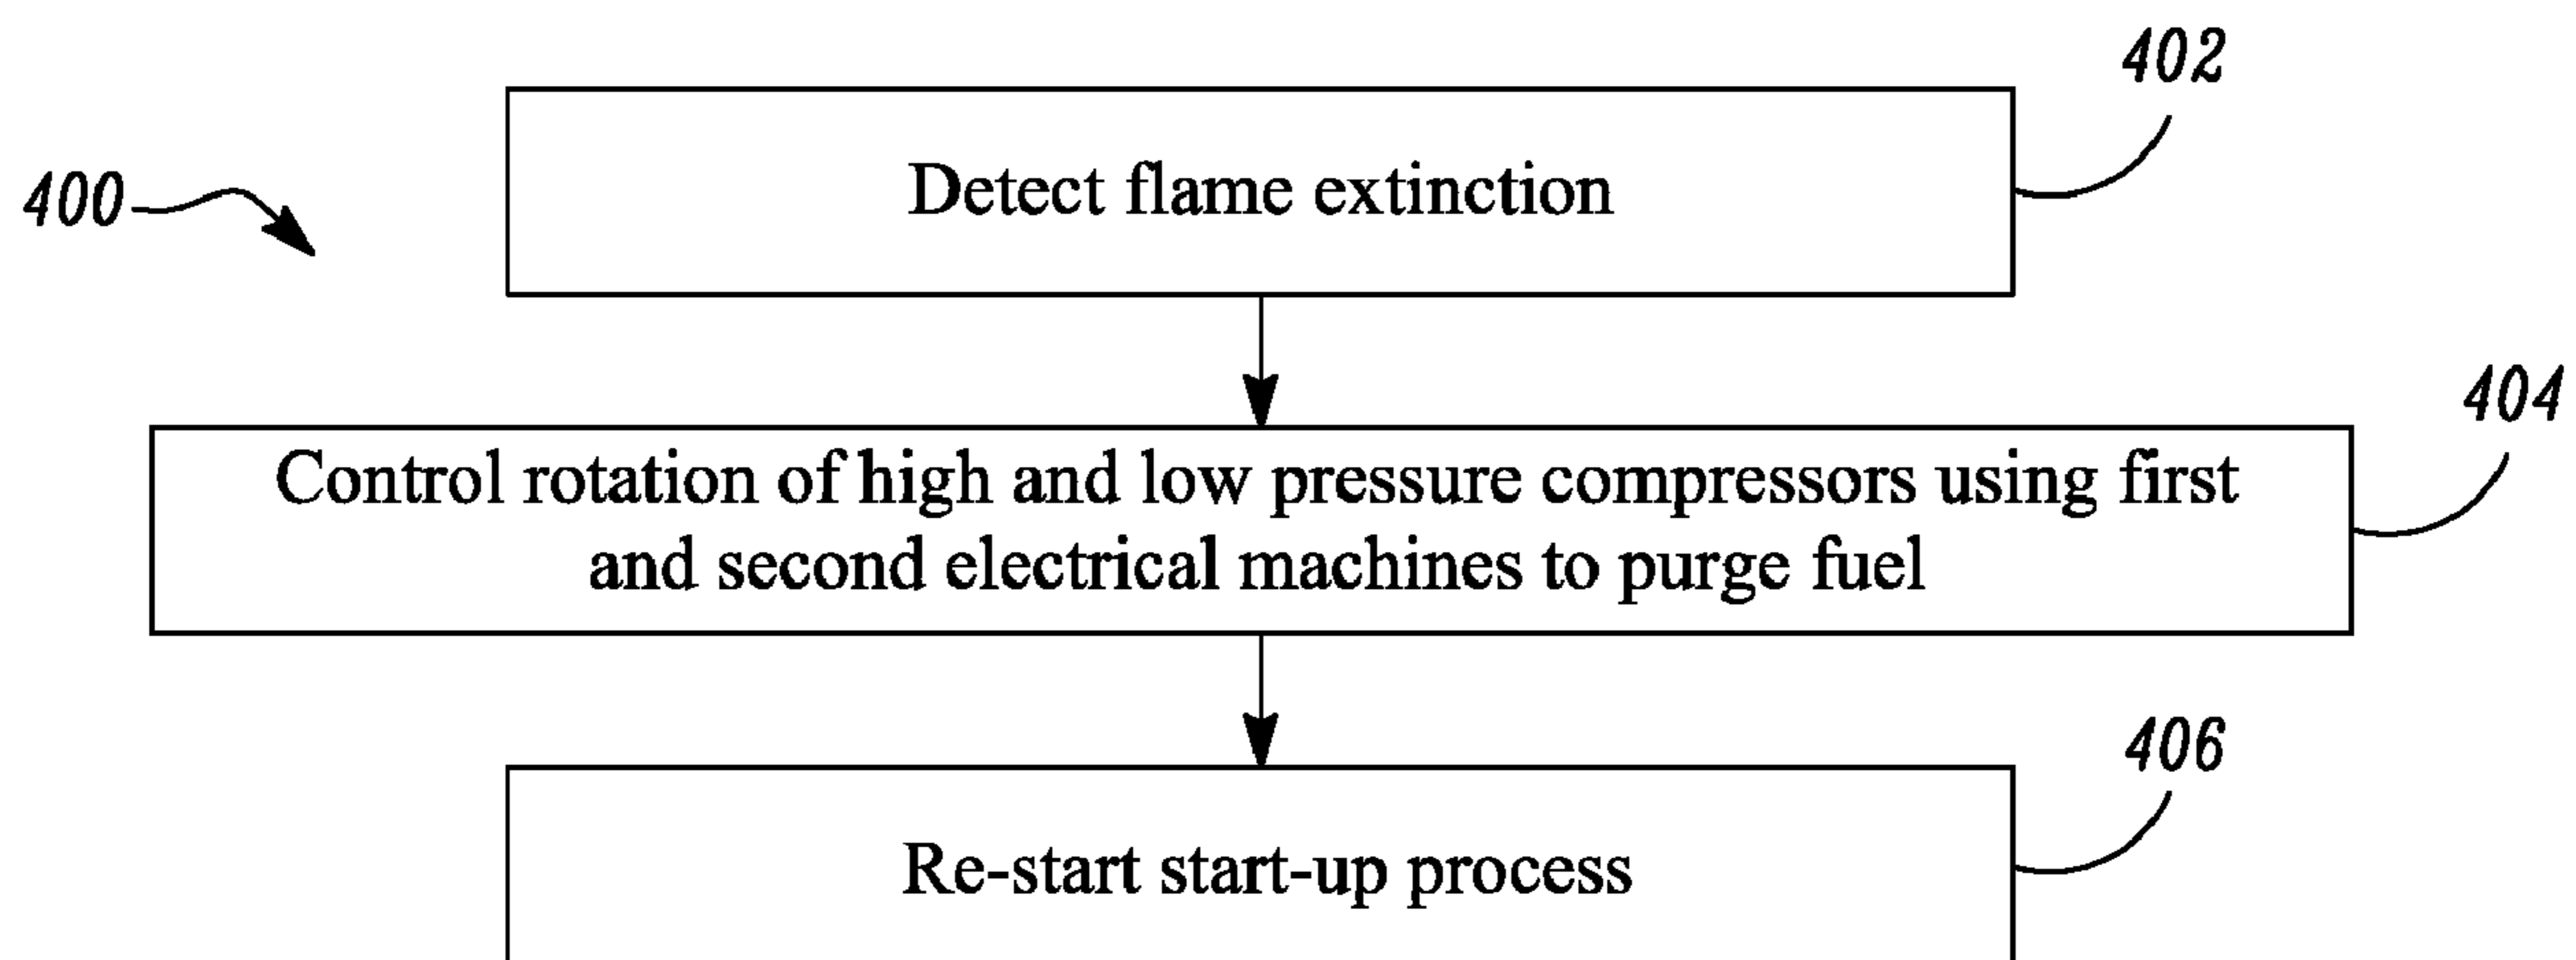 402
400
Detect flame extinction
404
Control rotation of high and low pressure compressors using first
and second electrical machines to purge fuel
406
Re-start start-up process